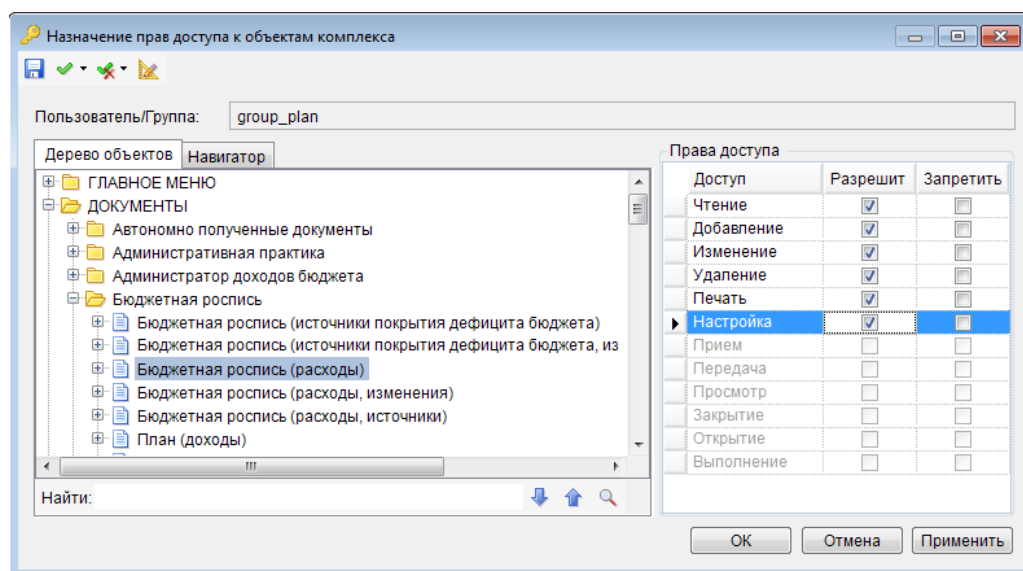 Назначение прав доступа к объектам комплекса
Пользователь/Группа: group_plan
Дерево объектов Навигатор
ГЛАВНОЕ МЕНЮ
ДОКУМЕНТЫ
Автономно полученные документы
Административная практика
Администратор доходов бюджета
Бюджетная роспись
Бюджетная роспись (источники покрытия дефицита бюджета)
Бюджетная роспись (источники покрытия дефицита бюджета, из
Бюджетная роспись (расходы)
Бюджетная роспись (расходы, изменения)
Бюджетная роспись (расходы, источники)
План (доходы)
Найти:
Права доступа
Доступ Разрешит Запретить
Чтение
Добавление
Изменение
Удаление
Печать
Настройка
Прием
Передача
Просмотр
Закрытие
Открытие
Выполнение
ОК Отмена Применить